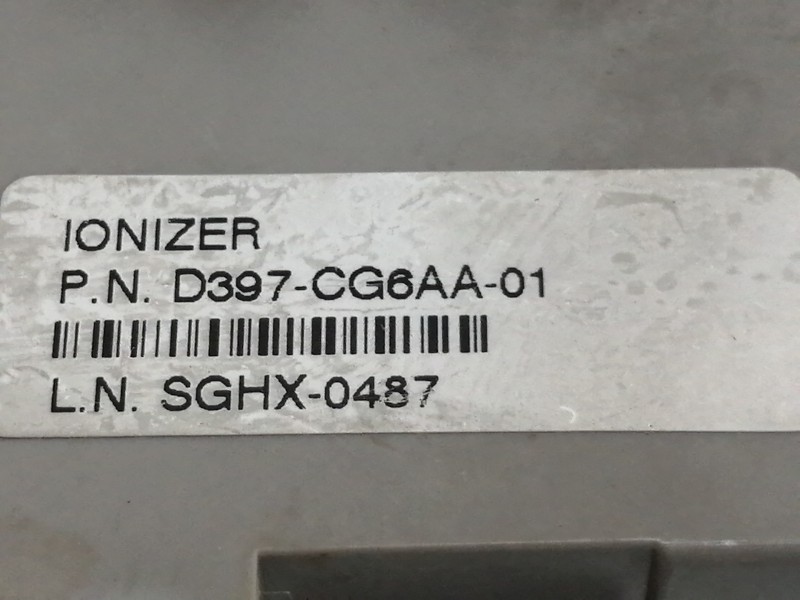 IONIZER
P.N. D397-CG6AA-01
L.N. SGHX-0487